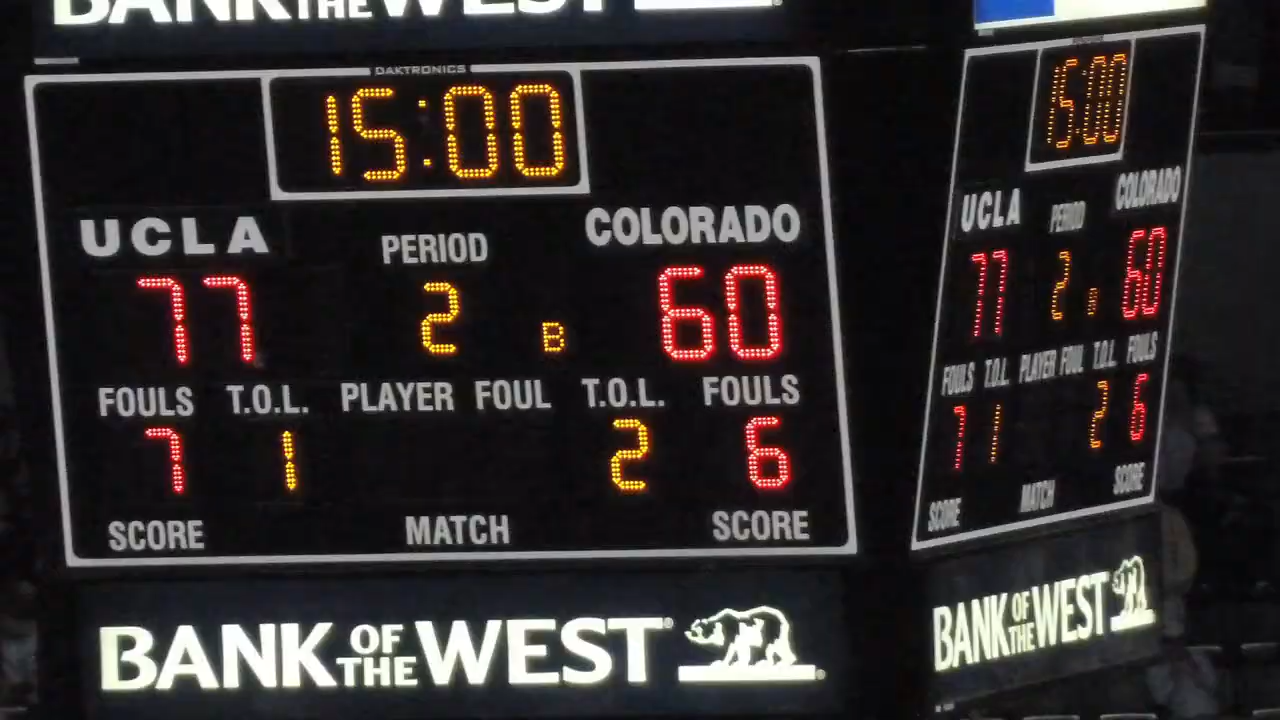 BANK OF THE WEST
DAKTRONICS
15:00
UCLA PERIOD COLORADO
77 2 B 60
FOULS T.O.L. PLAYER FOUL T.O.L. FOULS
7 1 2 6
SCORE MATCH SCORE
BANK OF THE WEST
15:00
UCLA PERIOD COLORADO
77 2 B 60
FOULS T.O.L. PLAYER FOUL T.O.L. FOULS
7 1 2 6
SCORE MATCH SCORE
BANK OF THE WEST